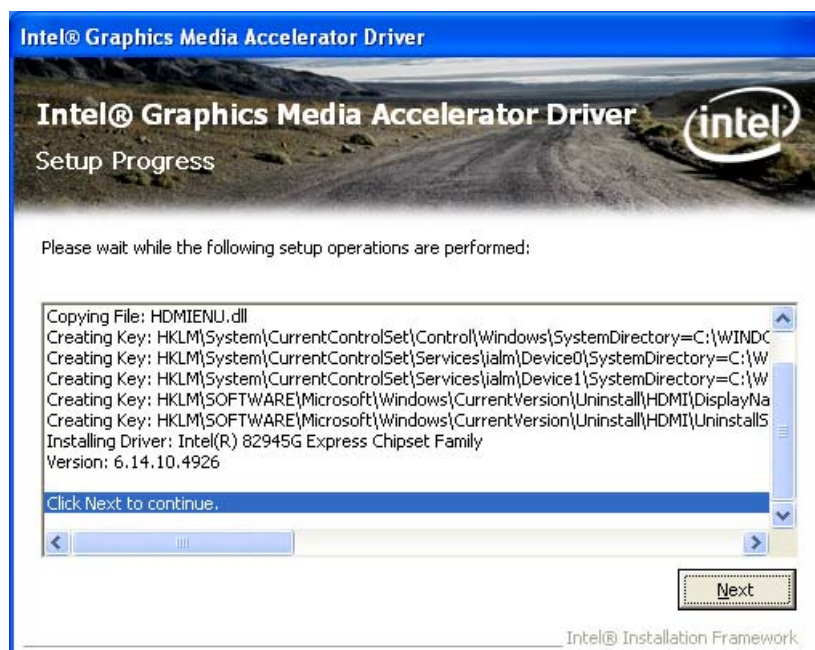 Intel® Graphics Media Accelerator Driver
Intel® Graphics Media Accelerator Driver
intel
Setup Progress
Please wait while the following setup operations are performed:
Copying File: HDMIENU.dll
Creating Key: HKLM\System\CurrentControlSet\Control\Windows\SystemDirectory=C:\WINDO
Creating Key: HKLM\System\CurrentControlSet\Services\ialm\Device0\SystemDirectory=C:\W
Creating Key: HKLM\System\CurrentControlSet\Services\ialm\Device1\SystemDirectory=C:\W
Creating Key: HKLM\SOFTWARE\Microsoft\Windows\CurrentVersion\Uninstall\HDMI\DisplayNa
Creating Key: HKLM\SOFTWARE\Microsoft\Windows\CurrentVersion\Uninstall\HDMI\UninstallS
Installing Driver: Intel(R) 82945G Express Chipset Family
Version: 6.14.10.4926
Click Next to continue.
Next
Intel® Installation Framework